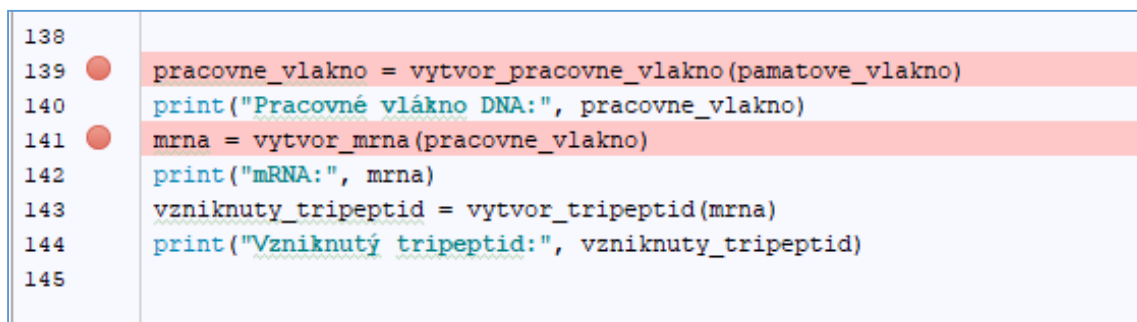 138
139 pracovne_vlakno = vytvor_pracovne_vlakno(pamatove_vlakno)
140 print("Pracovné vlákno DNA:", pracovne_vlakno)
141 mrna = vytvor_mrna(pracovne_vlakno)
142 print("mRNA:", mrna)
143 vzniknuty_tripeptid = vytvor_tripeptid(mrna)
144 print("Vzniknutý tripeptid:", vzniknuty_tripeptid)
145